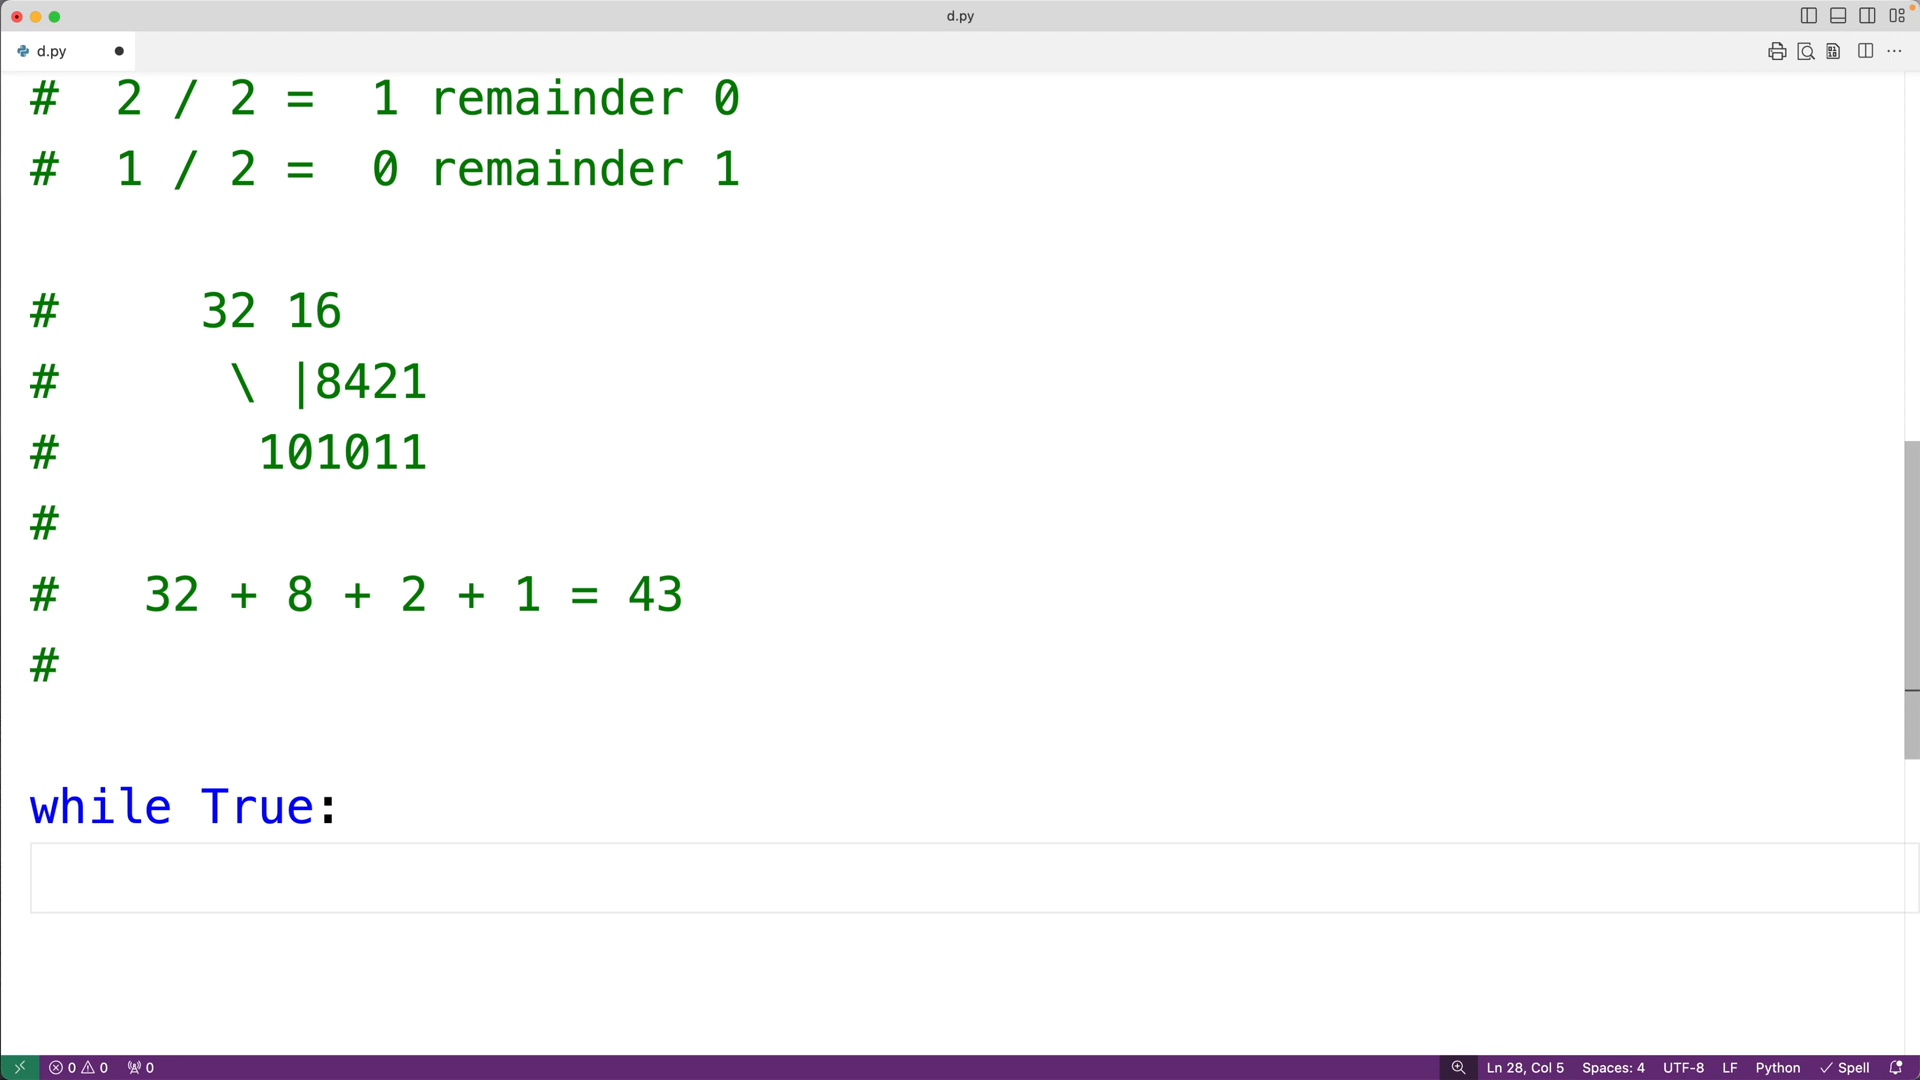 d.py
d.py
#  2 / 2 =  1 remainder 0
#  1 / 2 =  0 remainder 1
#     32 16
#      \ |8421
#       101011
#
#   32 + 8 + 2 + 1 = 43
#
while True:
0 0 0 Ln 28, Col 5 Spaces: 4 UTF-8 LF Python Spell